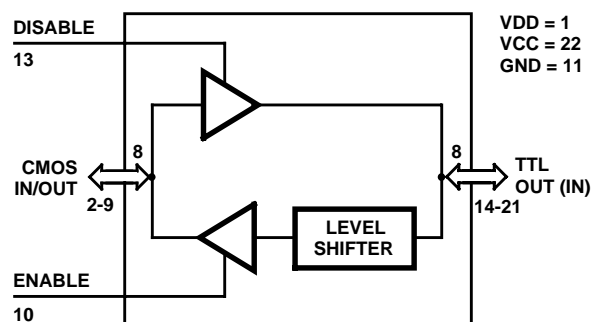 DISABLE
13
VDD = 1
VCC = 22
GND = 11
8
CMOS
IN/OUT
2-9
8
TTL
OUT (IN)
14-21
LEVEL
SHIFTER
ENABLE
10